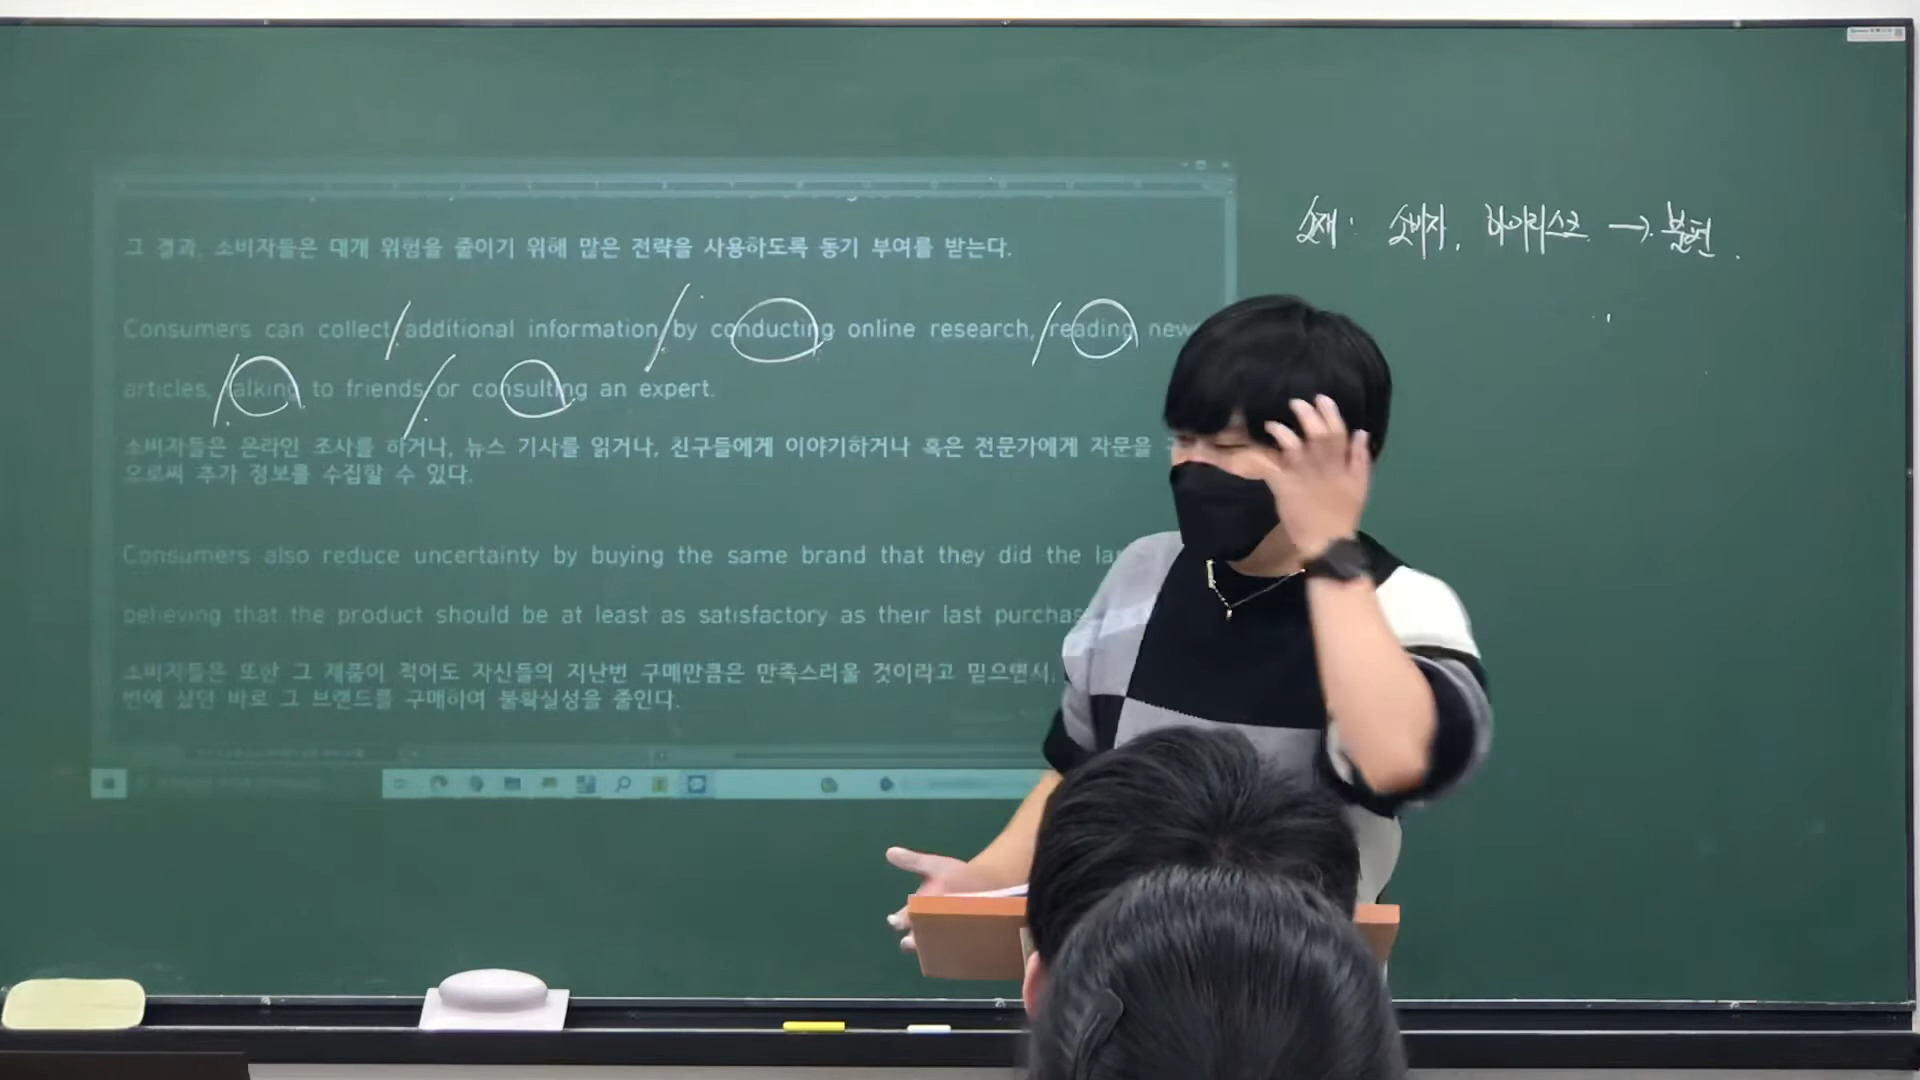 그 결과, 소비자들은 대개 위험을 줄이기 위해 많은 전략을 사용하도록 동기 부여를 받는다.
소재: 소비자, 하이리스크 → 불편.
Consumers can collect additional information by conducting online research, reading new
articles, talking to friends or consulting an expert.
소비자들은 온라인 조사를 하거나, 뉴스 기사를 읽거나, 친구들에게 이야기하거나 혹은 전문가에게 자문을
으로써 추가 정보를 수집할 수 있다.
Consumers also reduce uncertainty by buying the same brand that they did the la
believing that the product should be at least as satisfactory as their last purchas
소비자들은 또한 그 제품이 적어도 자신들의 지난번 구매만큼은 만족스러울 것이라고 믿으면서,
번에 샀던 바로 그 브랜드를 구매하여 불확실성을 줄인다.